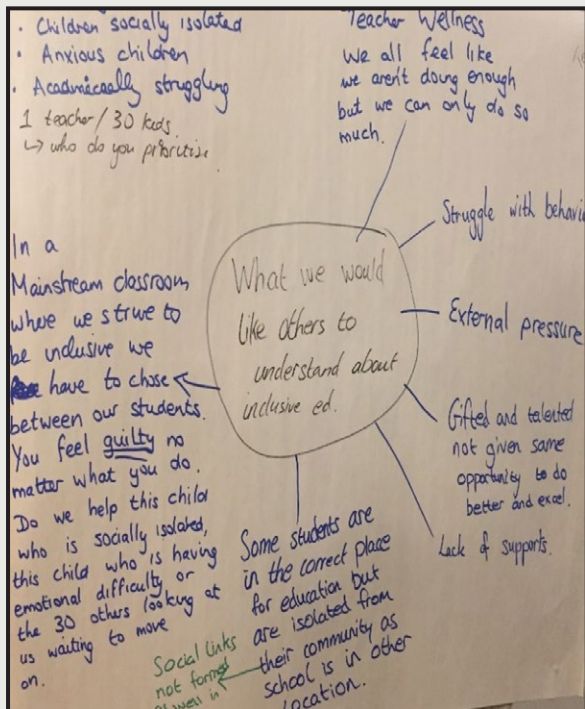 · Children socially isolated
· Anxious children
· Academically struggling
1 teacher/30 kids
↳ who do you prioritise
Teacher Wellness
We all feel like
we aren't doing enough
but we can only do so
much.
What we would
like others to
understand about
inclusive ed.
Struggle with behavi
External pressure
Gifted and talented
not given same
opportunity to do
better and excel.
Lack of supports.
In a
Mainstream classroom
where we strive to
be inclusive we
have to chose
between our students.
You feel guilty no
matter what you do.
Do we help this child
who is socially isolated,
this child who is having
emotional difficulty or
the 30 others looking at
us waiting to move
on.
Some students are
in the correct place
for education but
are isolated from
their community as
school is in other
location.
Social links
not formed
as well in